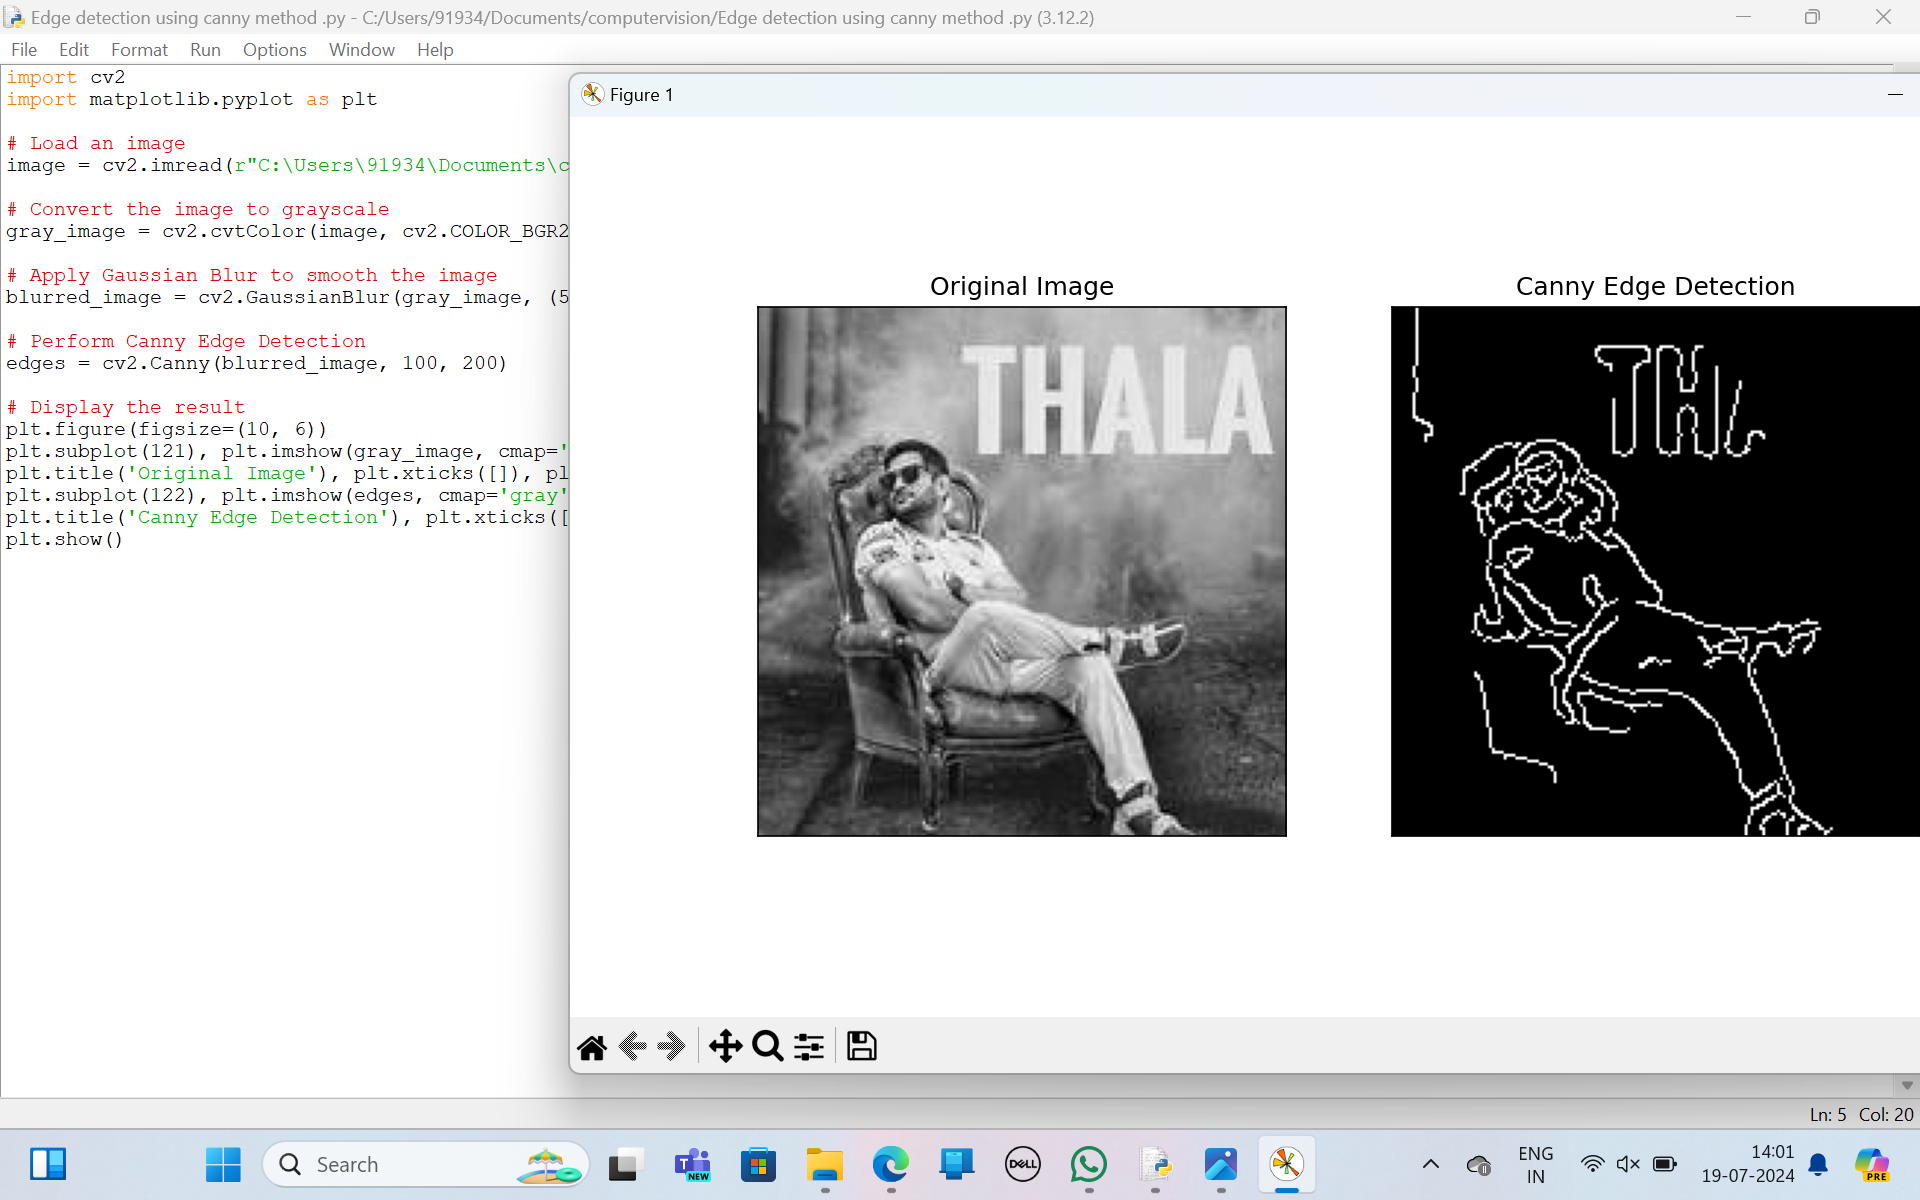 Edge detection using canny method .py - C:/Users/91934/Documents/computervision/Edge detection using canny method .py (3.12.2)
File Edit Format Run Options Window Help
import cv2
import matplotlib.pyplot as plt
# Load an image
image = cv2.imread(r"C:\Users\91934\Documents\c
# Convert the image to grayscale
gray_image = cv2.cvtColor(image, cv2.COLOR_BGR2
# Apply Gaussian Blur to smooth the image
blurred_image = cv2.GaussianBlur(gray_image, (5
# Perform Canny Edge Detection
edges = cv2.Canny(blurred_image, 100, 200)
# Display the result
plt.figure(figsize=(10, 6))
plt.subplot(121), plt.imshow(gray_image, cmap='
plt.title('Original Image'), plt.xticks([]), pl
plt.subplot(122), plt.imshow(edges, cmap='gray'
plt.title('Canny Edge Detection'), plt.xticks([
plt.show()
Figure 1
Original Image
THALA
Canny Edge Detection
THL
Ln: 5 Col: 20
Search
NEW
DELL
ENG
IN
14:01
19-07-2024
PRE